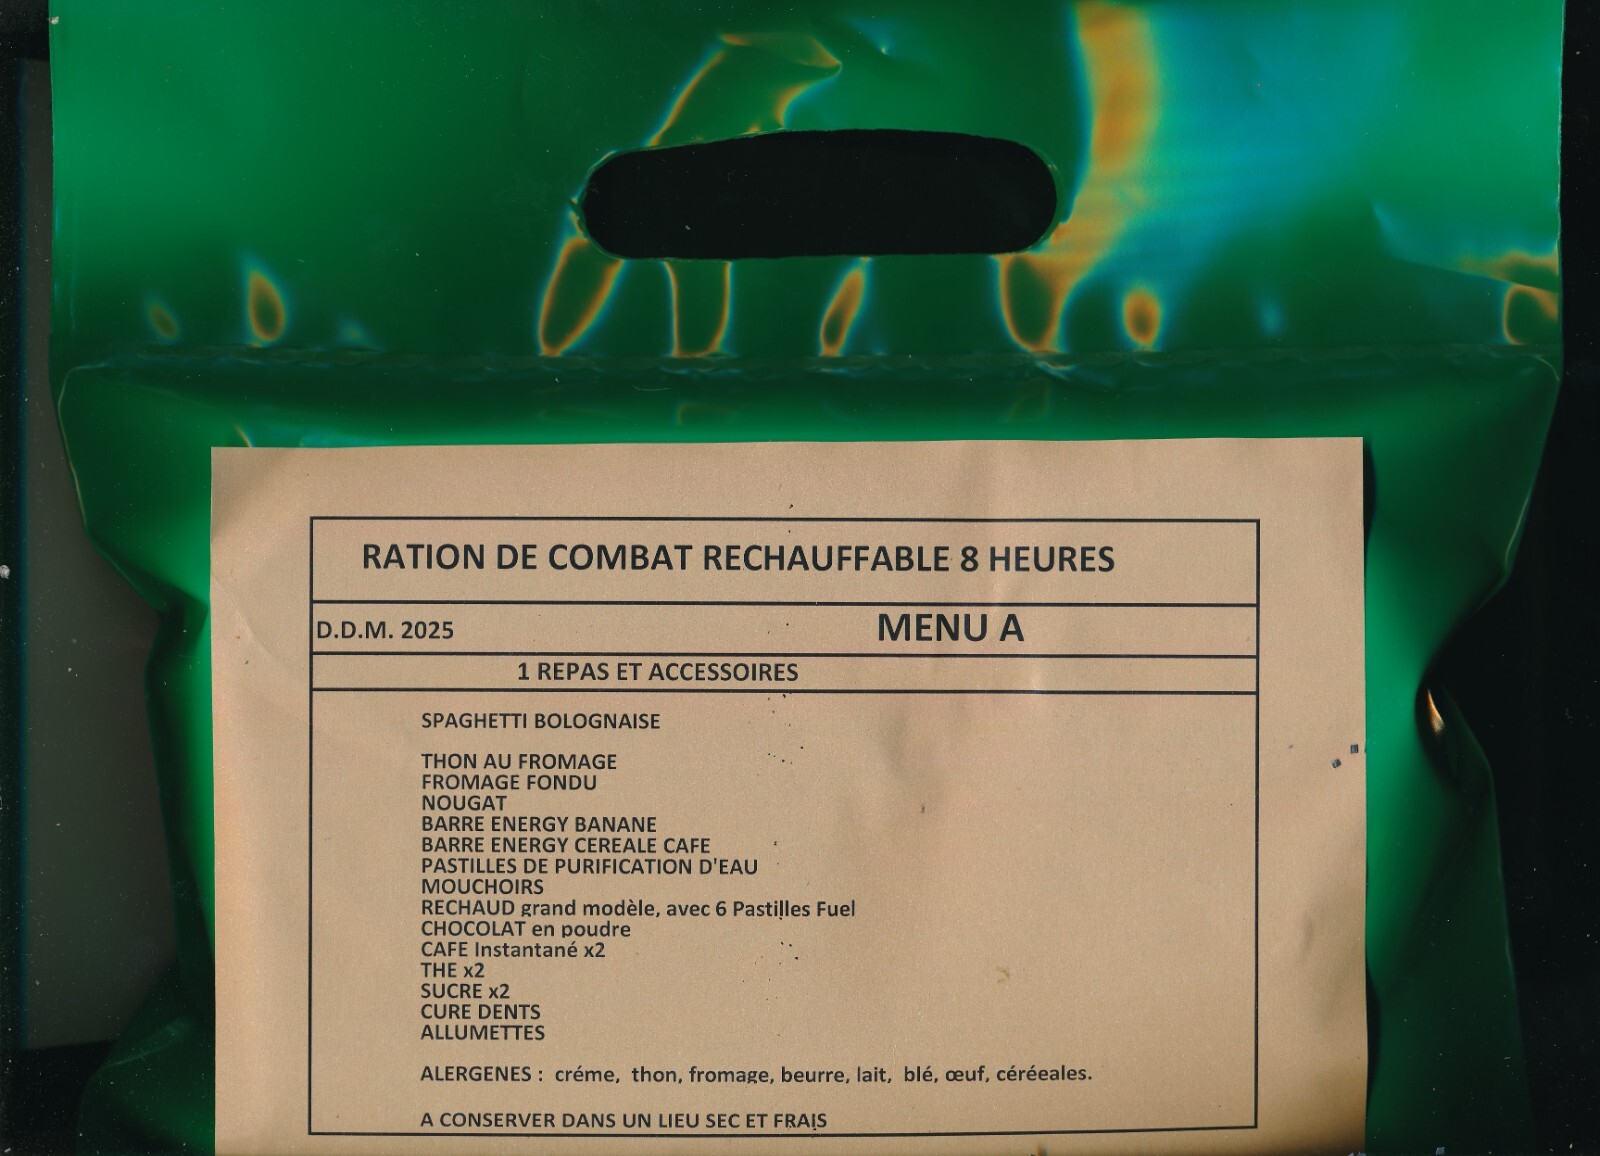 RATION DE COMBAT RECHAUFFABLE 8 HEURES
D.D.M. 2025 MENU A
1 REPAS ET ACCESSOIRES
SPAGHETTI BOLOGNAISE
THON AU FROMAGE
FROMAGE FONDU
NOUGAT
BARRE ENERGY BANANE
BARRE ENERGY CEREALE CAFE
PASTILLES DE PURIFICATION D'EAU
MOUCHOIRS
RECHAUD grand modèle, avec 6 Pastilles Fuel
CHOCOLAT en poudre
CAFE Instantané x2
THE x2
SUCRE x2
CURE DENTS
ALLUMETTES
ALERGENES : créme, thon, fromage, beurre, lait, blé, œuf, céréeales.
A CONSERVER DANS UN LIEU SEC ET FRAIS